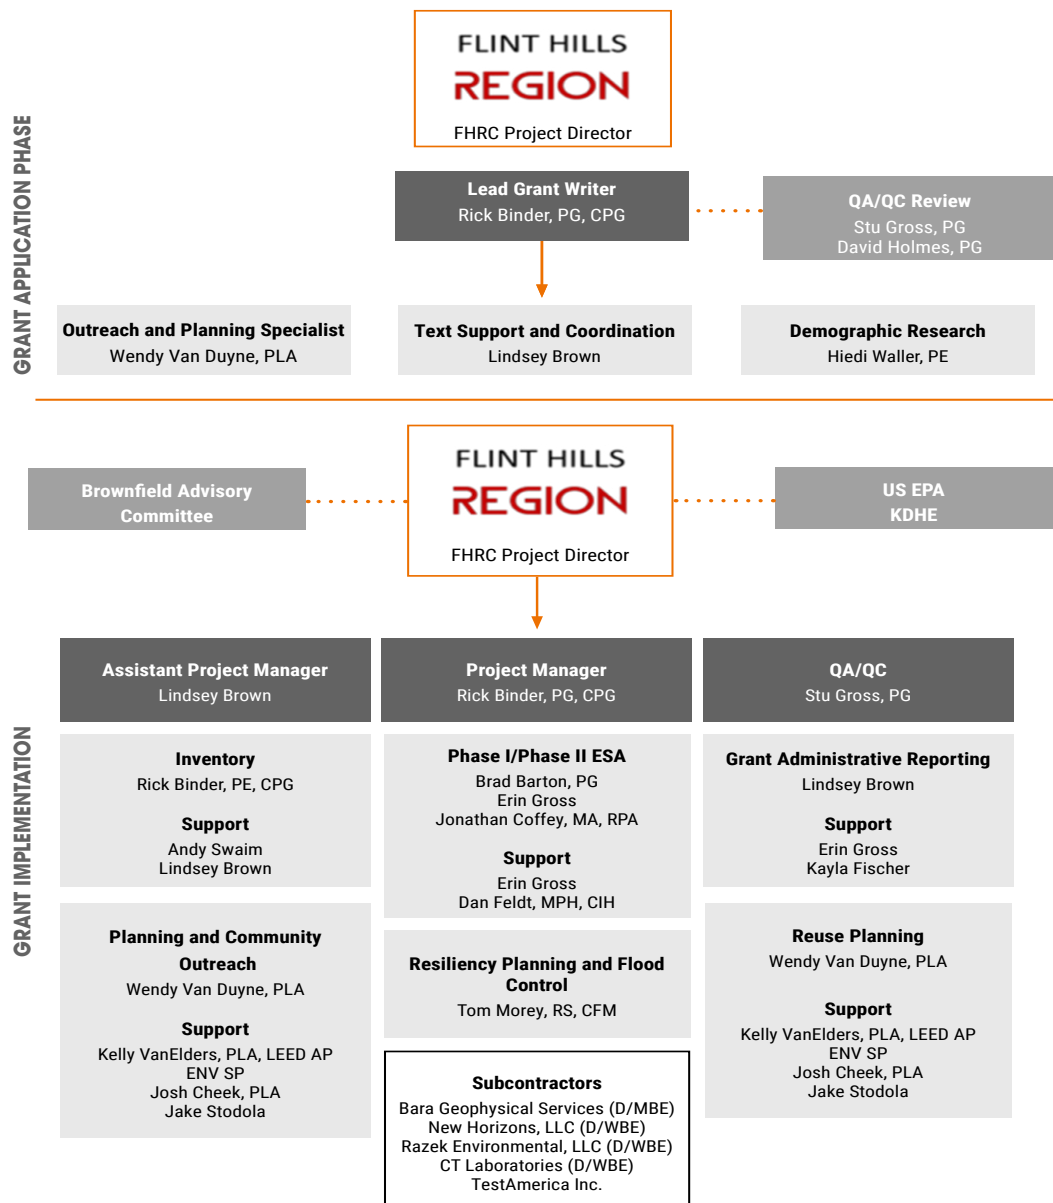 GRANT APPLICATION PHASE
FLINT HILLS
REGION
FHRC Project Director
Lead Grant Writer
Rick Binder, PG, CPG
QA/QC Review
Stu Gross, PG
David Holmes, PG
Outreach and Planning Specialist
Wendy Van Duyne, PLA
Text Support and Coordination
Lindsey Brown
Demographic Research
Hiedi Waller, PE
GRANT IMPLEMENTATION
Brownfield Advisory
Committee
FLINT HILLS
REGION
FHRC Project Director
US EPA
KDHE
Assistant Project Manager
Lindsey Brown
Project Manager
Rick Binder, PG, CPG
QA/QC
Stu Gross, PG
Inventory
Rick Binder, PE, CPG
Support
Andy Swaim
Lindsey Brown
Planning and Community
Outreach
Wendy Van Duyne, PLA
Support
Kelly VanElders, PLA, LEED AP
ENV SP
Josh Cheek, PLA
Jake Stodola
Phase I/Phase II ESA
Brad Barton, PG
Erin Gross
Jonathan Coffey, MA, RPA
Support
Erin Gross
Dan Feldt, MPH, CIH
Resiliency Planning and Flood
Control
Tom Morey, RS, CFM
Subcontractors
Bara Geophysical Services (D/MBE)
New Horizons, LLC (D/WBE)
Razek Environmental, LLC (D/WBE)
CT Laboratories (D/WBE)
TestAmerica Inc.
Grant Administrative Reporting
Lindsey Brown
Support
Erin Gross
Kayla Fischer
Reuse Planning
Wendy Van Duyne, PLA
Support
Kelly VanElders, PLA, LEED AP
ENV SP
Josh Cheek, PLA
Jake Stodola